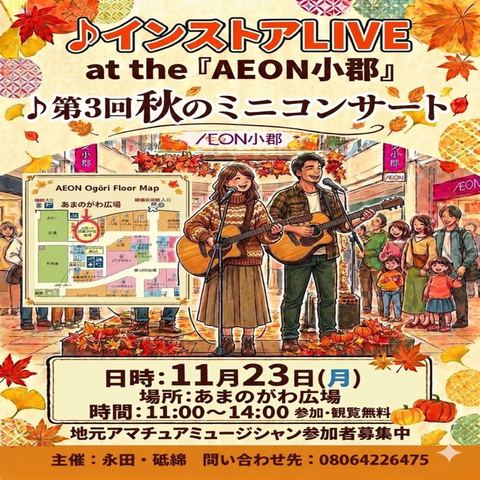 ♪インストアLIVE
at the『AEON小郡』
♪第3回秋のミニコンサート
ÆON小郡
小郡
ÆON
ÆON
AEON Ogōri Floor Map
あまのがわ広場
日時：11月23日(月)
場所：あまのがわ広場
時間：11:00～14:00 参加・観覧無料
地元アマチュアミュージシャン参加者募集中
主催：永田・砥綿　問い合わせ先：08064226475